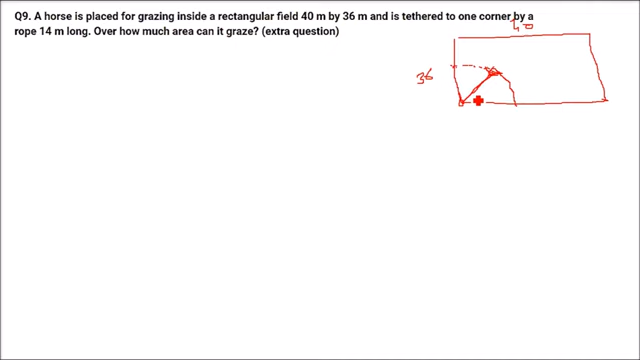 Q9. A horse is placed for grazing inside a rectangular field 40 m by 36 m and is tethered to one corner by a
rope 14 m long. Over how much area can it graze? (extra question)
40
36